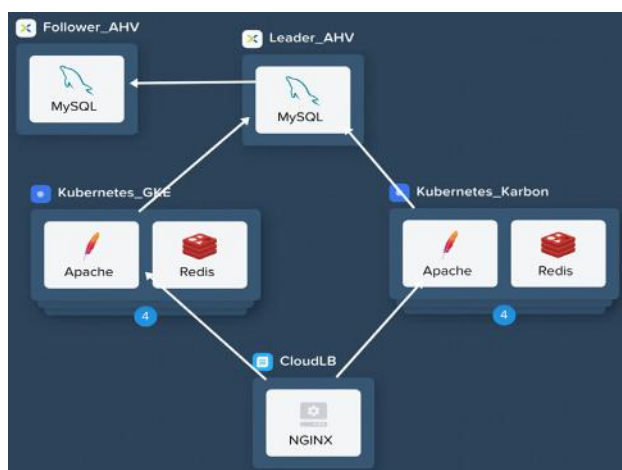 Follower_AHV
Leader_AHV
MySQL
MySQL
Kubernetes_GKE
Kubernetes_Karbon
Apache
Redis
Apache
Redis
4
4
CloudLB
NGINX